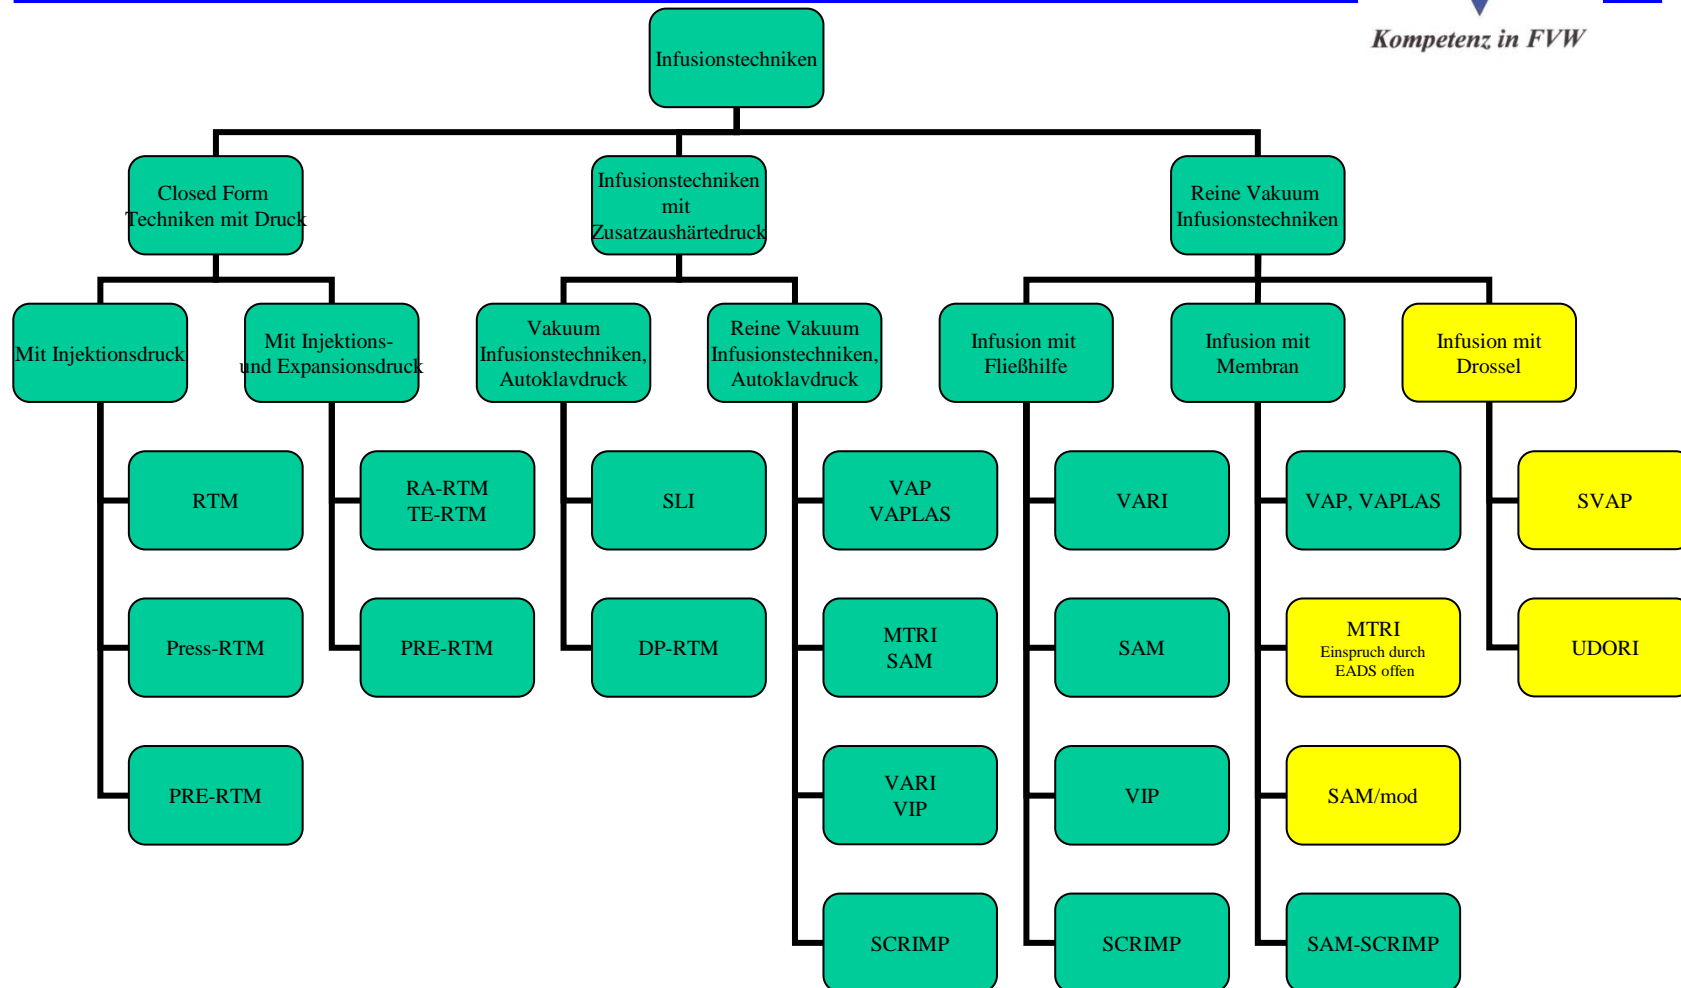 Kompetenz in FVW
Infusionstechniken
Closed Form
Techniken mit Druck
Infusionstechniken
mit
Zusatzaushärtedruck
Reine Vakuum
Infusionstechniken
Mit Injektionsdruck
Mit Injektions-
und Expansionsdruck
Vakuum
Infusionstechniken,
Autoklavdruck
Reine Vakuum
Infusionstechniken,
Autoklavdruck
Infusion mit
Fließhilfe
Infusion mit
Membran
Infusion mit
Drossel
RTM
RA-RTM
TE-RTM
SLI
VAP
VAPLAS
VARI
VAP, VAPLAS
SVAP
Press-RTM
PRE-RTM
DP-RTM
MTRI
SAM
SAM
MTRI
Einspruch durch
EADS offen
UDORI
PRE-RTM
VARI
VIP
VIP
SAM/mod
SCRIMP
SCRIMP
SAM-SCRIMP